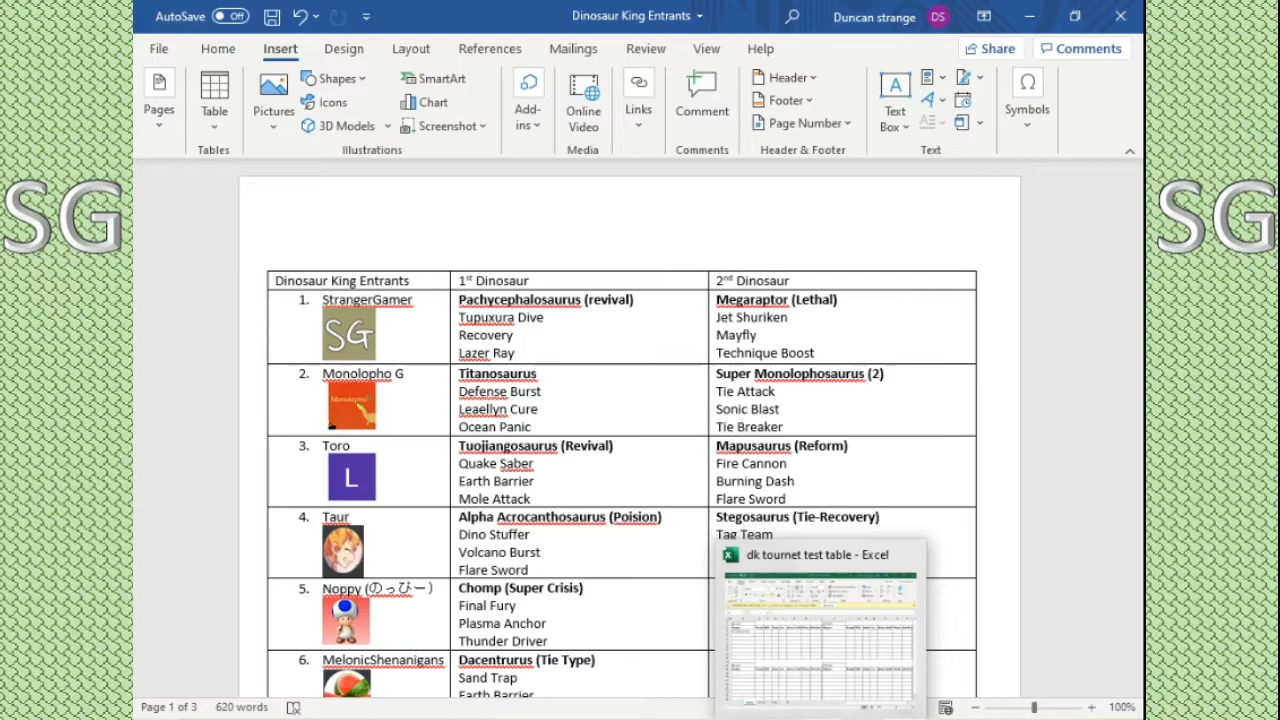 AutoSave Off Dinosaur King Entrants Duncan strange DS
File Home Insert Design Layout References Mailings Review View Help Share Comments
Pages
Table
Tables
Pictures
Shapes
Icons
3D Models
SmartArt
Chart
Screenshot
Illustrations
Add-ins
Online Video
Media
Links
Comment
Comments
Header
Footer
Page Number
Header & Footer
Text Box
Text
Symbols
SG
SG
Dinosaur King Entrants 1st Dinosaur 2nd Dinosaur
1. StrangerGamer Pachycephalosaurus (revival) Megaraptor (Lethal)
SG Tupuxura Dive Jet Shuriken
Recovery Mayfly
Lazer Ray Technique Boost
2. Monolopho G Titanosaurus Super Monolophosaurus (2)
Defense Burst Tie Attack
Leaellyn Cure Sonic Blast
Ocean Panic Tie Breaker
3. Toro Tuojiangosaurus (Revival) Mapusaurus (Reform)
L Quake Saber Fire Cannon
Earth Barrier Burning Dash
Mole Attack Flare Sword
4. Taur Alpha Acrocanthosaurus (Poision) Stegosaurus (Tie-Recovery)
Dino Stuffer Tag Team
Volcano Burst
Flare Sword
dk tournet test table - Excel
5. Noppy (のっぴー) Chomp (Super Crisis)
Final Fury
Plasma Anchor
Thunder Driver
6. MelonicShenanigans Dacentrurus (Tie Type)
Sand Trap
Earth Barrier
Page 1 of 3 620 words 100%